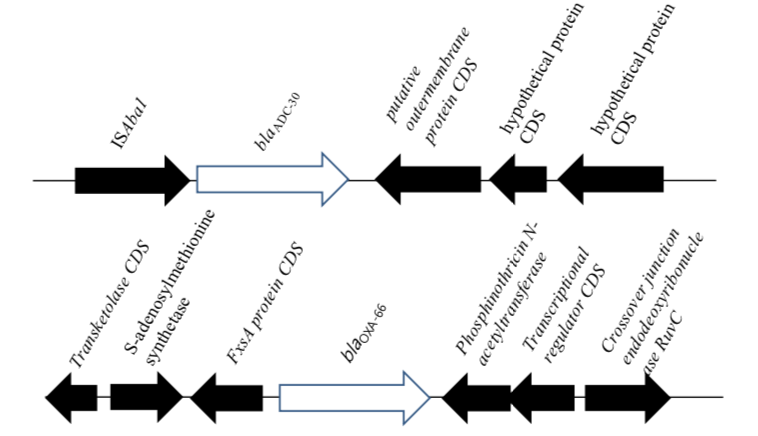 ISAba1
blaADC-30
putative
outermembrane
protein CDS
hypothetical protein
CDS
hypothetical protein
CDS
Transketolase CDS
S-adenosylmethionine
synthetase
FxsA protein CDS
blaOXA-66
Phosphinothricin N-
acetyltransferase
Transcriptional
regulator CDS
Crossover junction
endodeoxyribonucle
ase RuvC